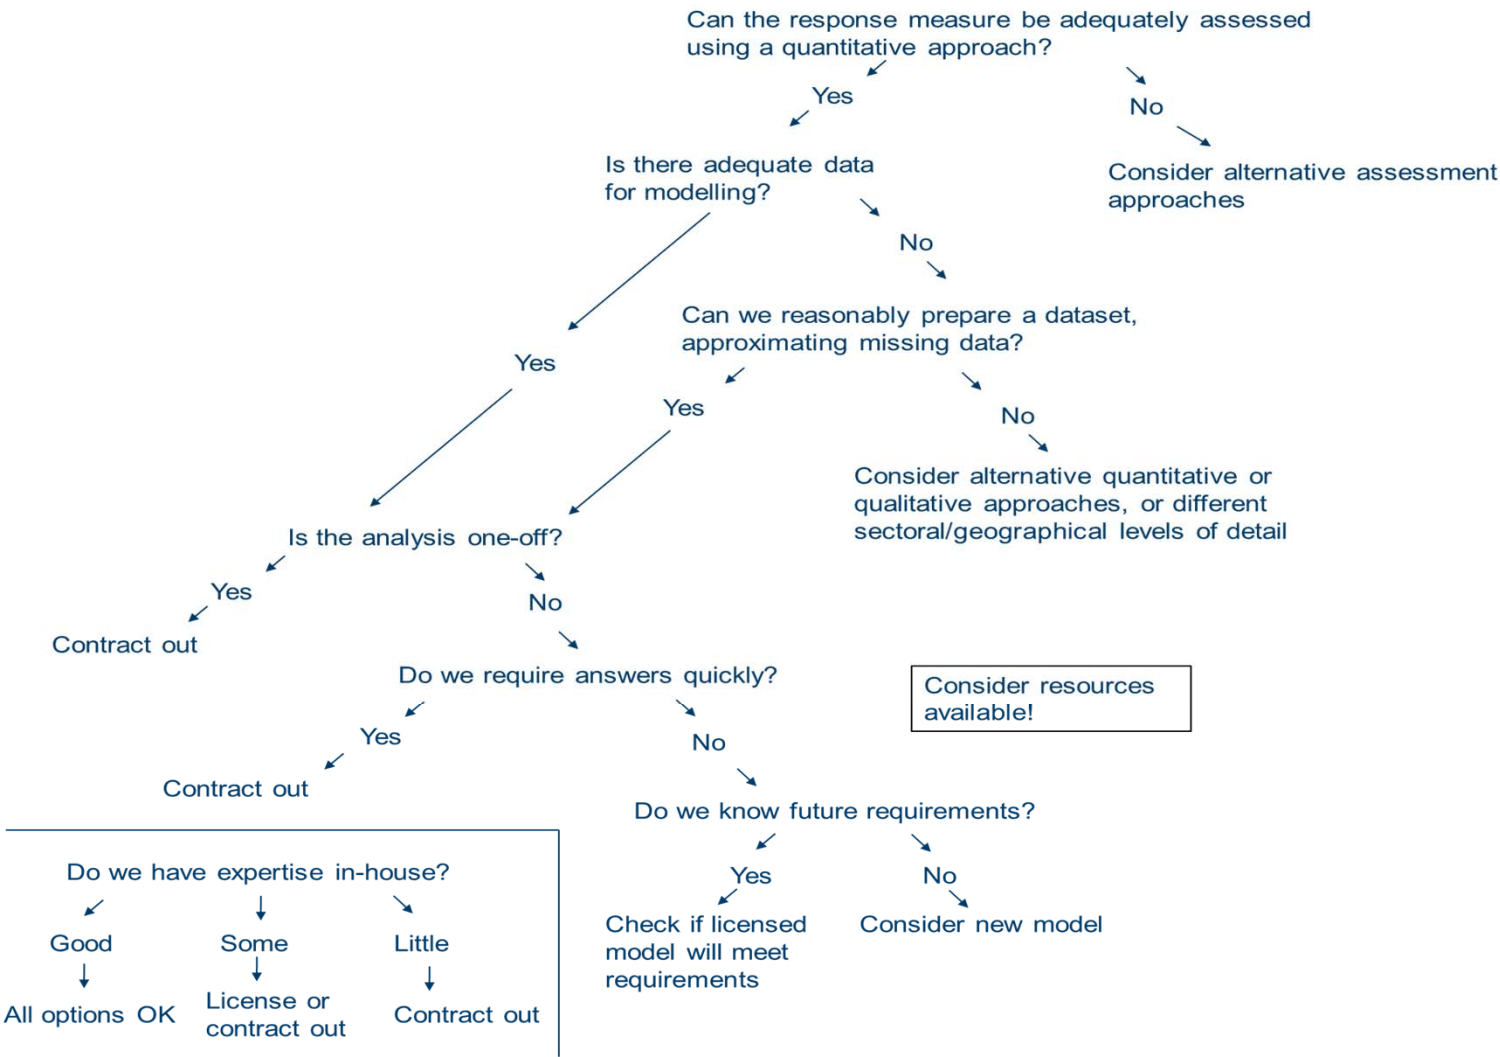 Can the response measure be adequately assessed
using a quantitative approach?
Yes
No
Is there adequate data
for modelling?
Consider alternative assessment
approaches
No
Can we reasonably prepare a dataset,
approximating missing data?
Yes
Yes
No
Consider alternative quantitative or
qualitative approaches, or different
sectoral/geographical levels of detail
Is the analysis one-off?
Yes
No
Contract out
Do we require answers quickly?
Consider resources
available!
Yes
No
Contract out
Do we know future requirements?
Yes
No
Check if licensed
model will meet
requirements
Consider new model
Do we have expertise in-house?
Good
Some
Little
All options OK
License or
contract out
Contract out